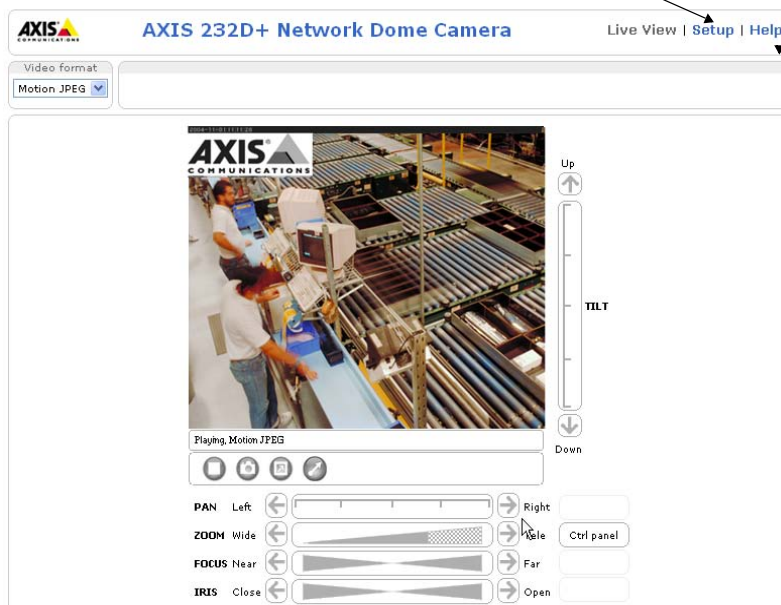 AXIS
COMMUNICATIONS
AXIS 232D+ Network Dome Camera
Live View | Setup | Help
Video format
Motion JPEG
AXIS
COMMUNICATIONS
Up
TILT
Down
Playing, Motion JPEG
PAN Left Right
ZOOM Wide Tele Ctrl panel
FOCUS Near Far
IRIS Close Open